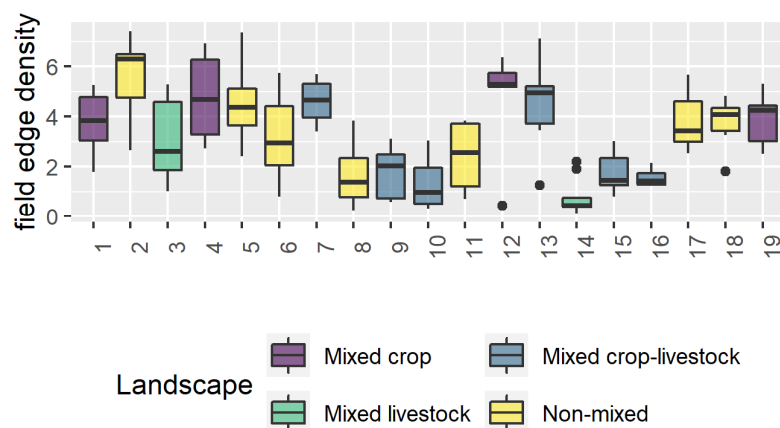 field edge density
6
4
2
0
1 2 3 4 5 6 7 8 9 10 11 12 13 14 15 16 17 18 19
Landscape
Mixed crop
Mixed crop-livestock
Mixed livestock
Non-mixed